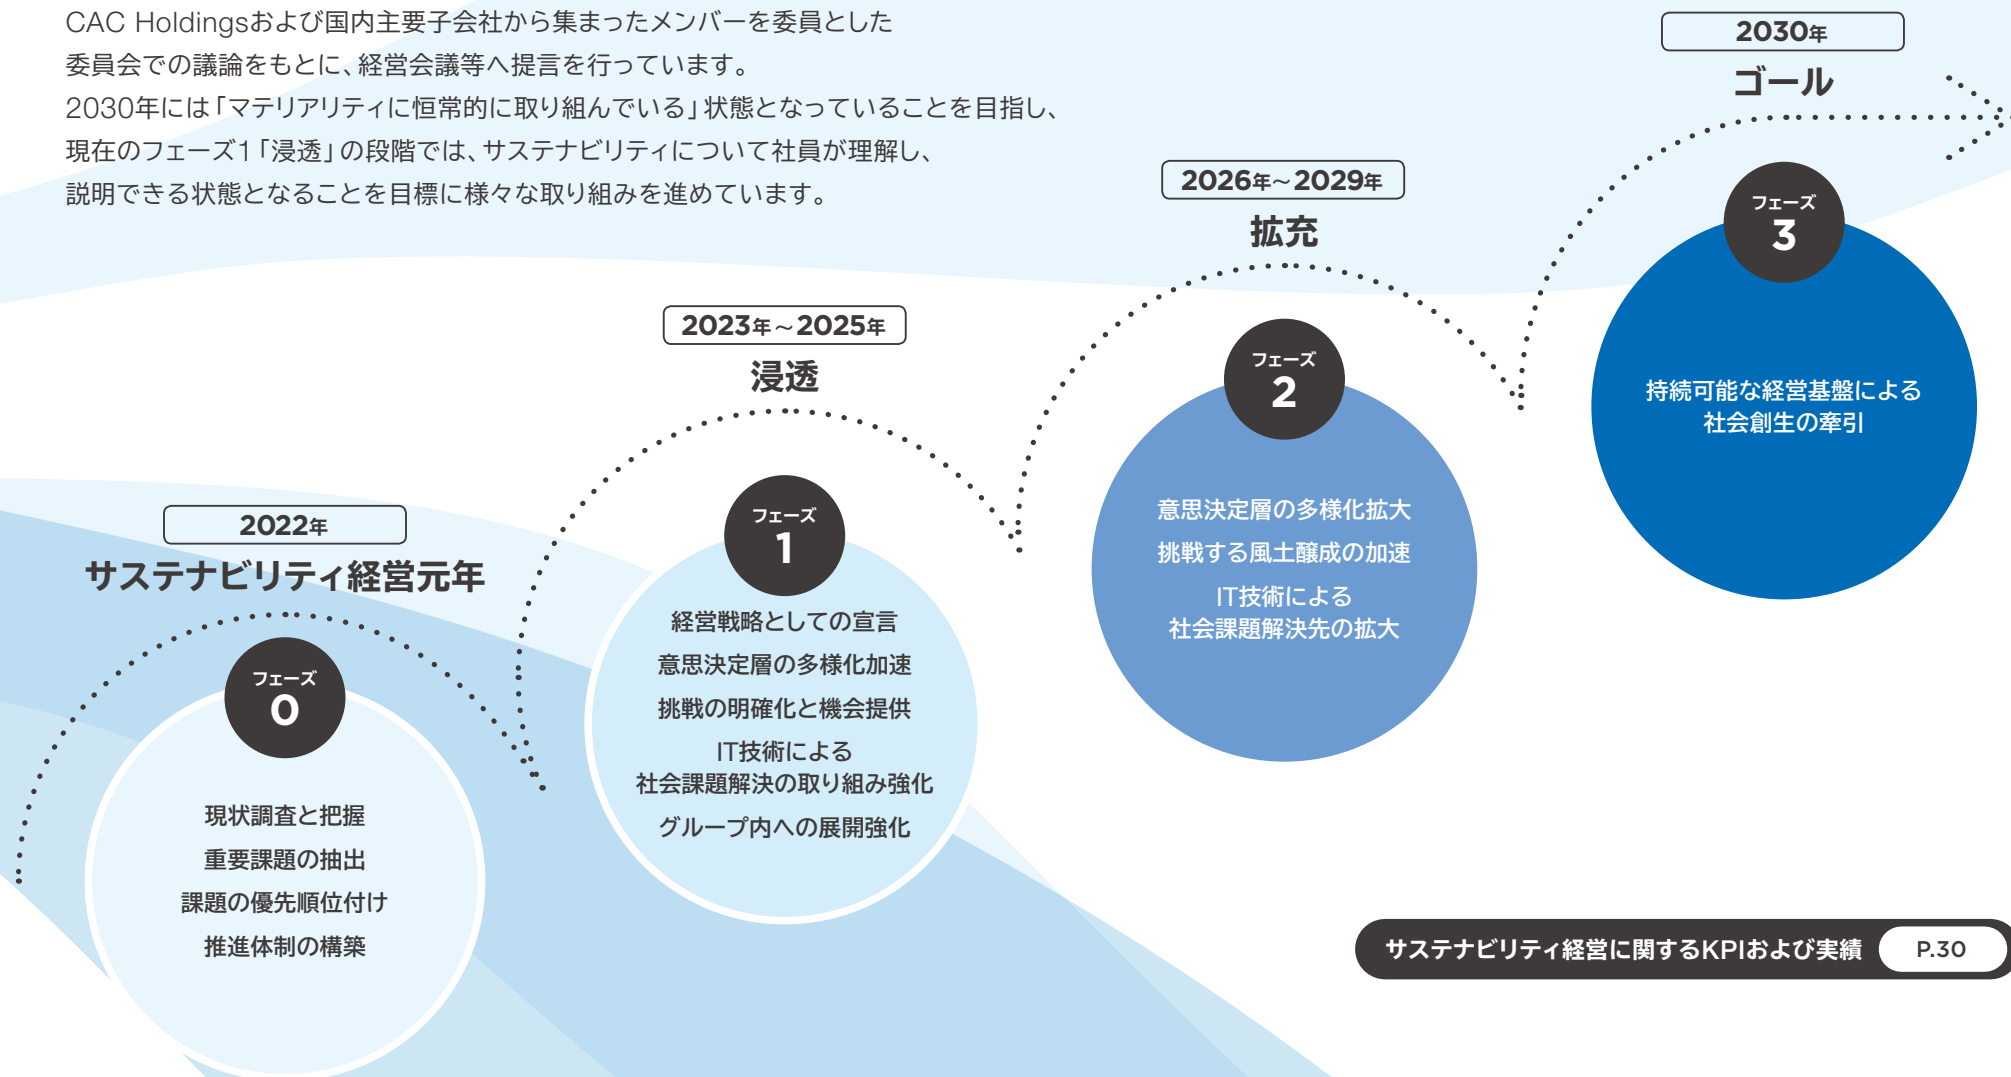 CAC Holdingsおよび国内主要子会社から集まったメンバーを委員とした
委員会での議論をもとに、経営会議等へ提言を行っています。
2030年には「マテリアリティに恒常的に取り組んでいる」状態となっていることを目指し、
現在のフェーズ1「浸透」の段階では、サステナビリティについて社員が理解し、
説明できる状態となることを目標に様々な取り組みを進めています。
2022年
サステナビリティ経営元年
フェーズ
0
現状調査と把握
重要課題の抽出
課題の優先順位付け
推進体制の構築
2023年～2025年
浸透
フェーズ
1
経営戦略としての宣言
意思決定層の多様化加速
挑戦の明確化と機会提供
IT技術による
社会課題解決の取り組み強化
グループ内への展開強化
2026年～2029年
拡充
フェーズ
2
意思決定層の多様化拡大
挑戦する風土醸成の加速
IT技術による
社会課題解決先の拡大
2030年
ゴール
フェーズ
3
持続可能な経営基盤による
社会創生の牽引
サステナビリティ経営に関するKPIおよび実績 P.30